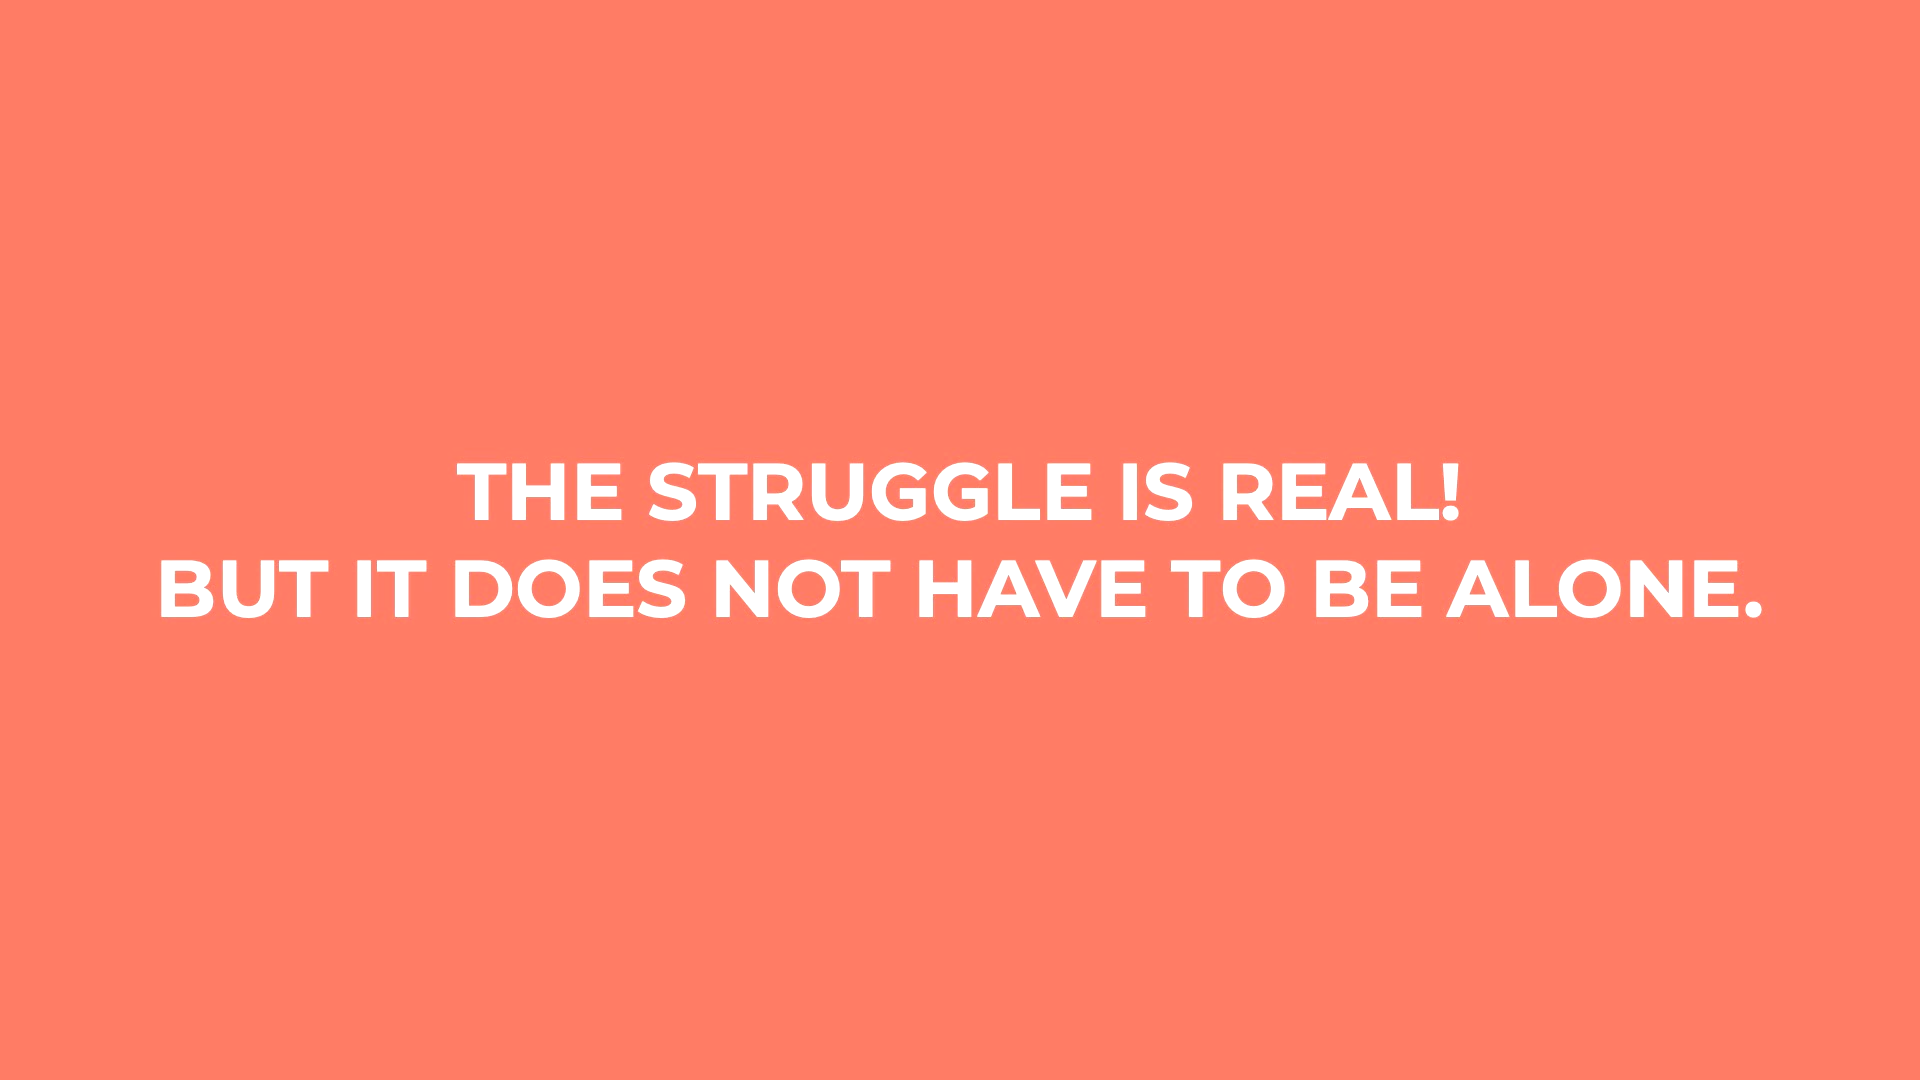 THE STRUGGLE IS REAL!
BUT IT DOES NOT HAVE TO BE ALONE.